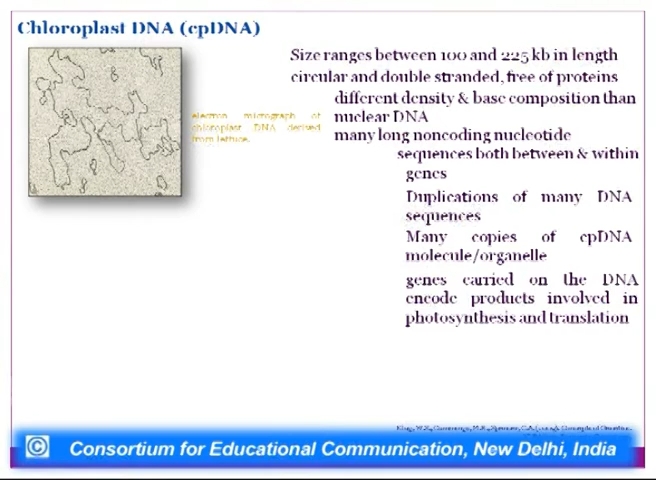 Chloroplast DNA (cpDNA)
Size ranges between 100 and 225 kb in length
circular and double stranded, free of proteins
different density & base composition than
nuclear DNA
many long noncoding nucleotide
sequences both between & within
genes
Duplications of many DNA
sequences
Many copies of cpDNA
molecule/organelle
genes carried on the DNA
encode products involved in
photosynthesis and translation
electron micrograph of
chloroplast DNA derived
from lettuce.
Klug, W.S., Cummings, M.R., Spencer, C.A.
© Consortium for Educational Communication, New Delhi, India